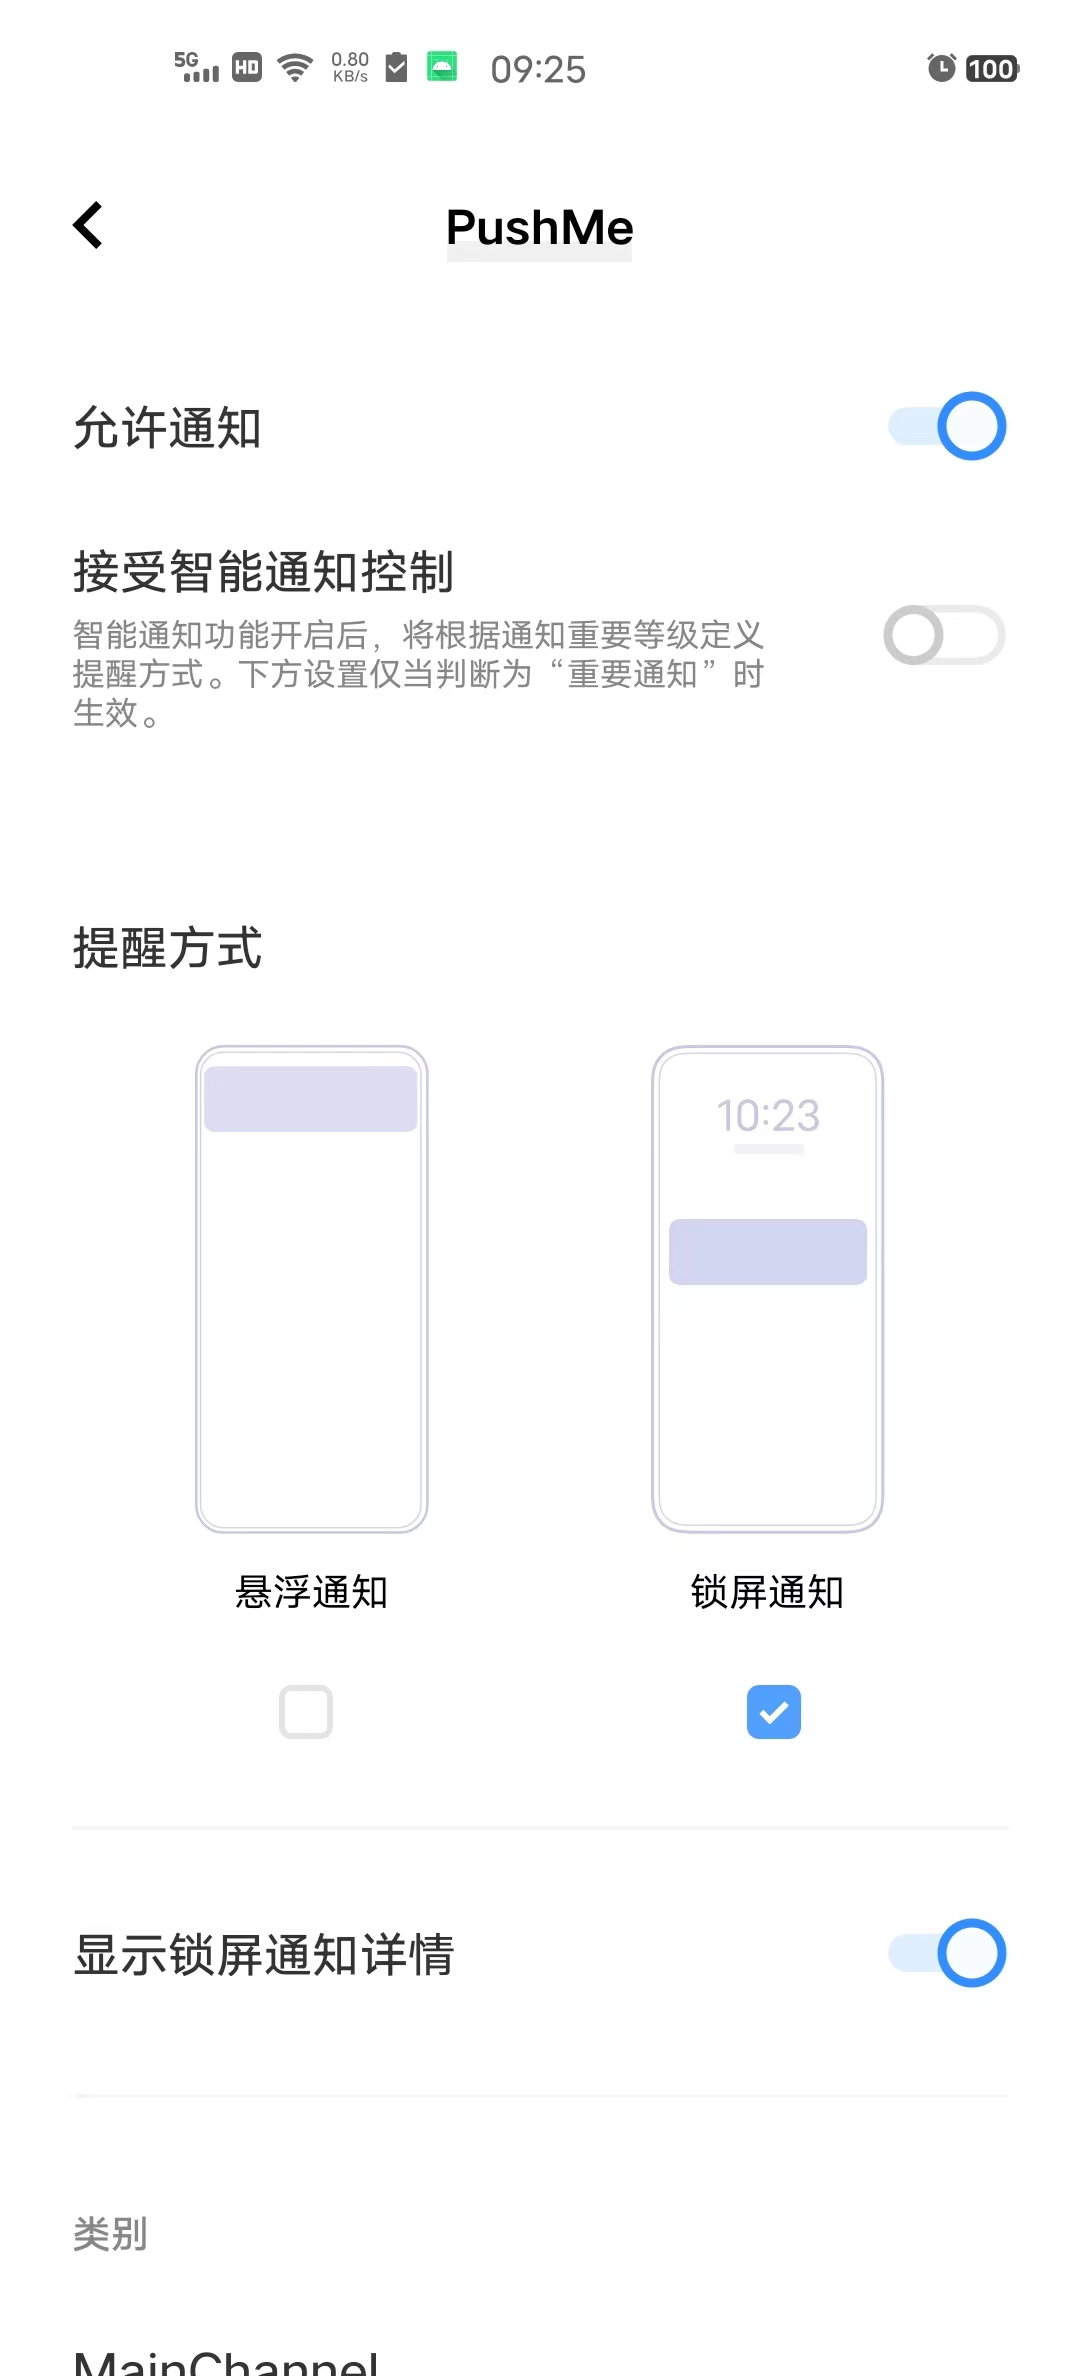 5G HD 0.80 KB/s 09:25 100
PushMe
允许通知
接受智能通知控制
智能通知功能开启后，将根据通知重要等级定义
提醒方式。下方设置仅当判断为“重要通知”时
生效。
提醒方式
10:23
悬浮通知 锁屏通知
显示锁屏通知详情
类别
MainChannel